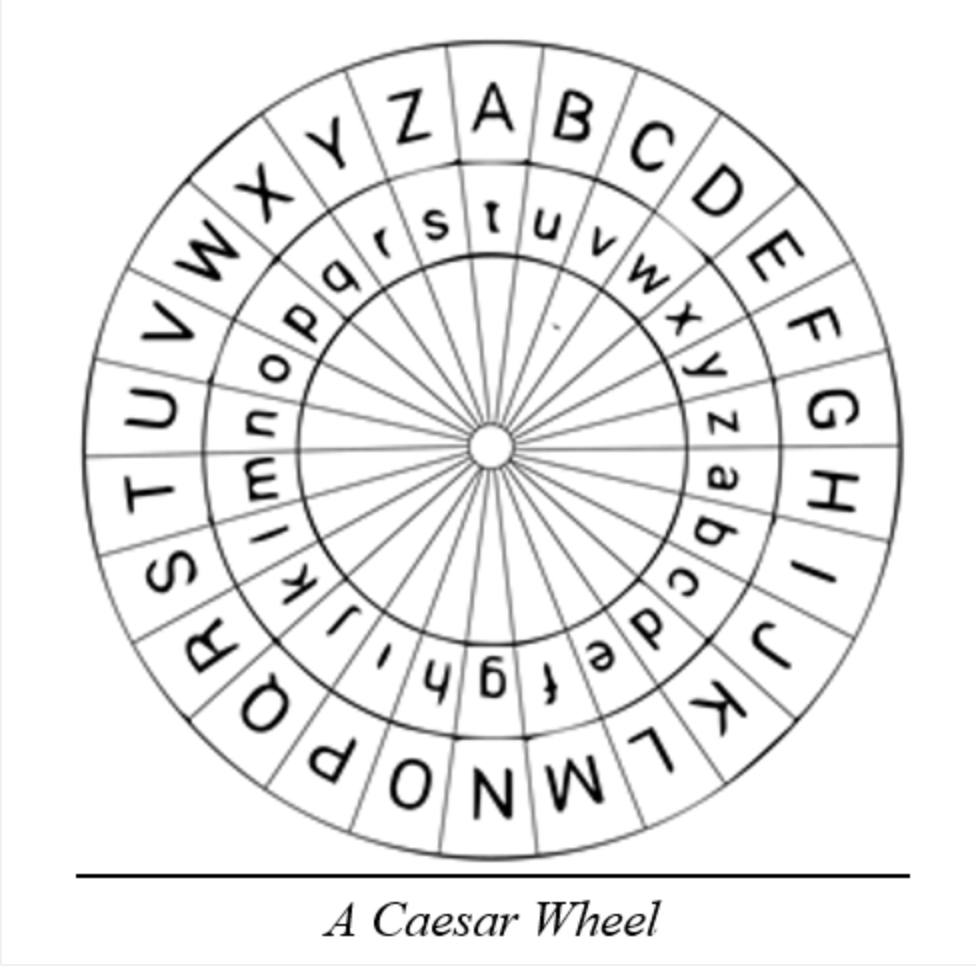 A B C D E F G H I J K L M N O P Q R S T U V W X Y Z
t u v w x y z a b c d e f g h i j k l m n o p q r s
A Caesar Wheel